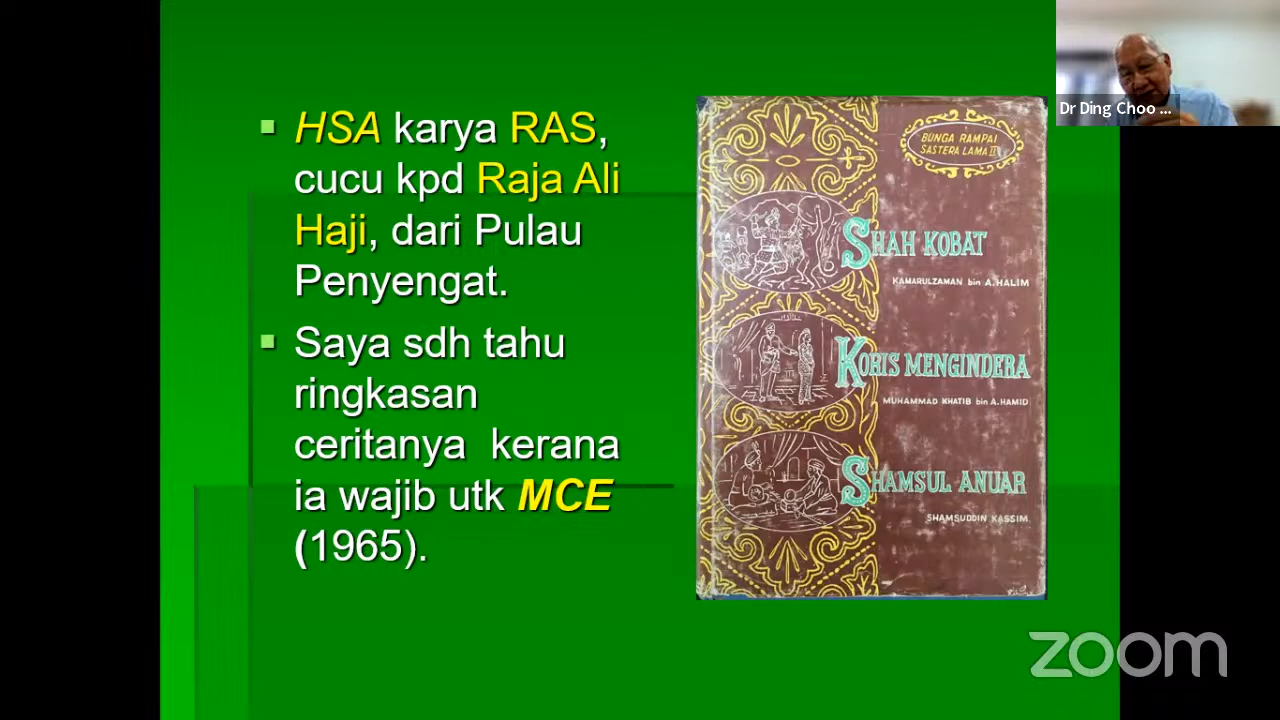 HSA karya RAS,
cucu kpd Raja Ali
Haji, dari Pulau
Penyengat.
Saya sdh tahu
ringkasan
ceritanya kerana
ia wajib utk MCE
(1965).
BUNGA RAMPAI
SASTERA LAMA II
SHAH KOBAT
KAMARULZAMAN bin A.HALIM
KORIS MENGINDERA
MUHAMMAD KHATIB bin A.HAMID
SHAMSUL ANUAR
SHAMSUDDIN KASSIM.
Dr Ding Choo ...
zoom